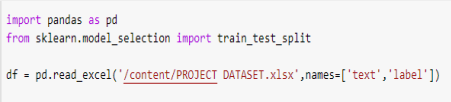 import pandas as pd
from sklearn.model_selection import train_test_split
df = pd.read_excel('/content/PROJECT DATASET.xlsx',names=['text','label'])